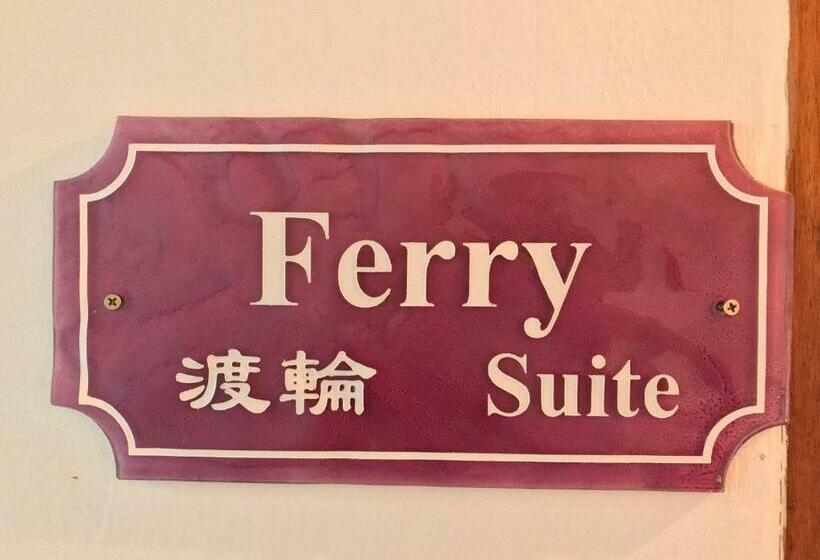 Ferry
渡輪 Suite